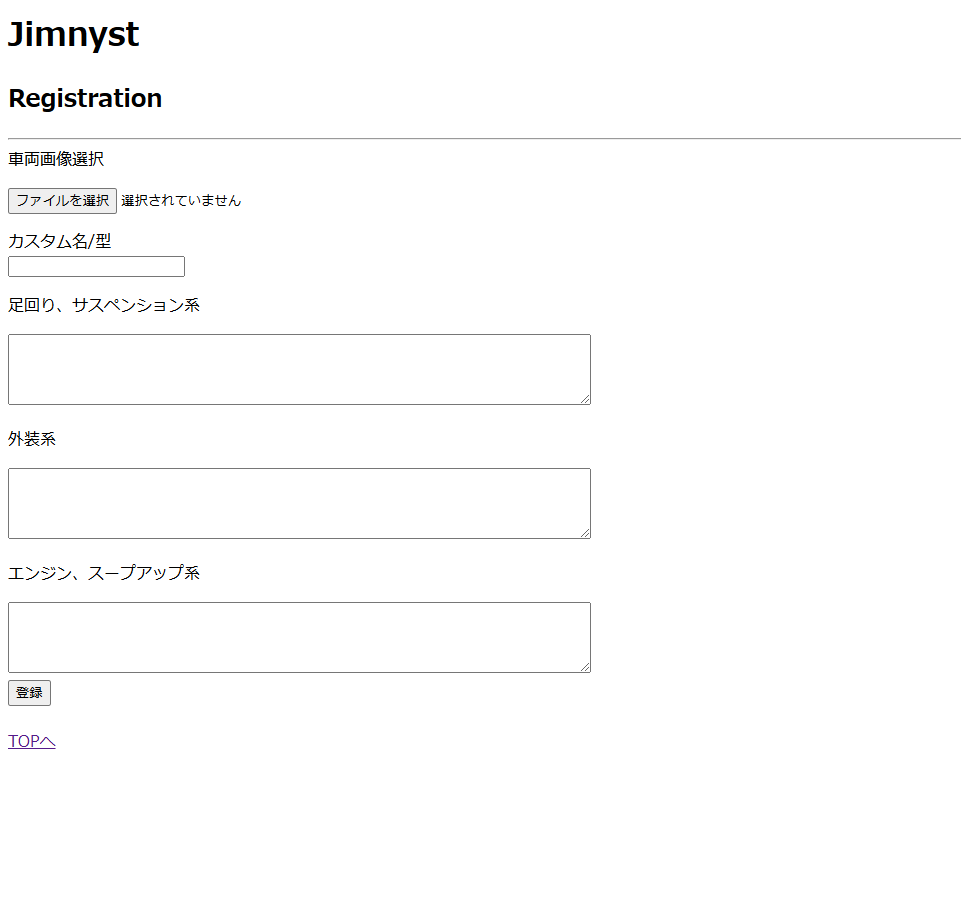 Jimnyst
Registration
車両画像選択
ファイルを選択 選択されていません
カスタム名/型
足回り、サスペンション系
外装系
エンジン、スープアップ系
登録
TOPへ